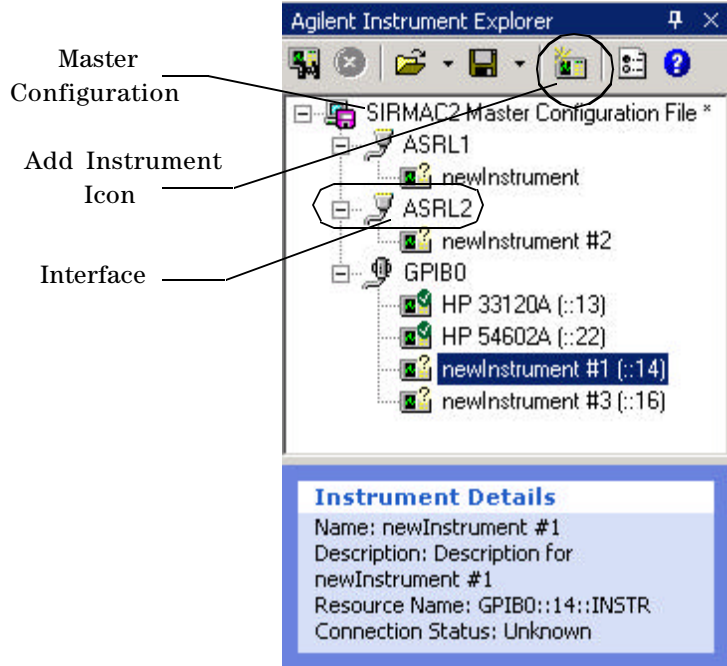 Agilent Instrument Explorer
Master
Configuration
SIRMAC2 Master Configuration File *
ASRL1
newInstrument
Add Instrument
Icon
ASRL2
newInstrument #2
Interface
GPIB0
HP 33120A (::13)
HP 54602A (::22)
newInstrument #1 (::14)
newInstrument #3 (::16)
Instrument Details
Name: newInstrument #1
Description: Description for
newInstrument #1
Resource Name: GPIB0::14::INSTR
Connection Status: Unknown